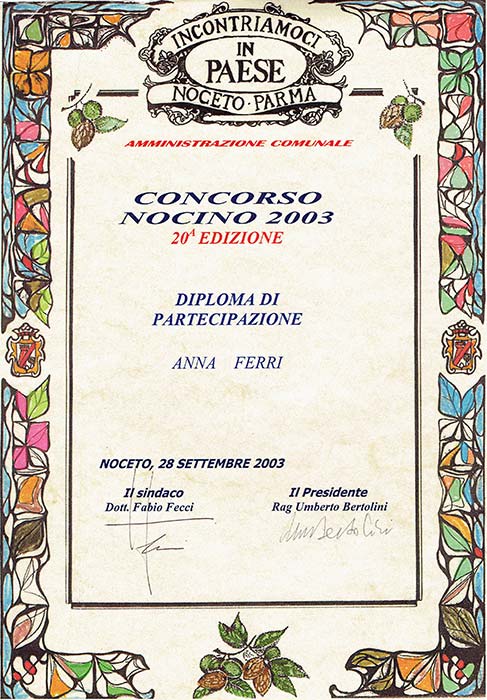 INCONTRIAMOCI
IN
PAESE
NOCETO · PARMA
AMMINISTRAZIONE COMUNALE
CONCORSO
NOCINO 2003
20A EDIZIONE
DIPLOMA DI
PARTECIPAZIONE
ANNA FERRI
NOCETO, 28 SETTEMBRE 2003
Il sindaco
Dott. Fabio Fecci
Il Presidente
Rag Umberto Bertolini